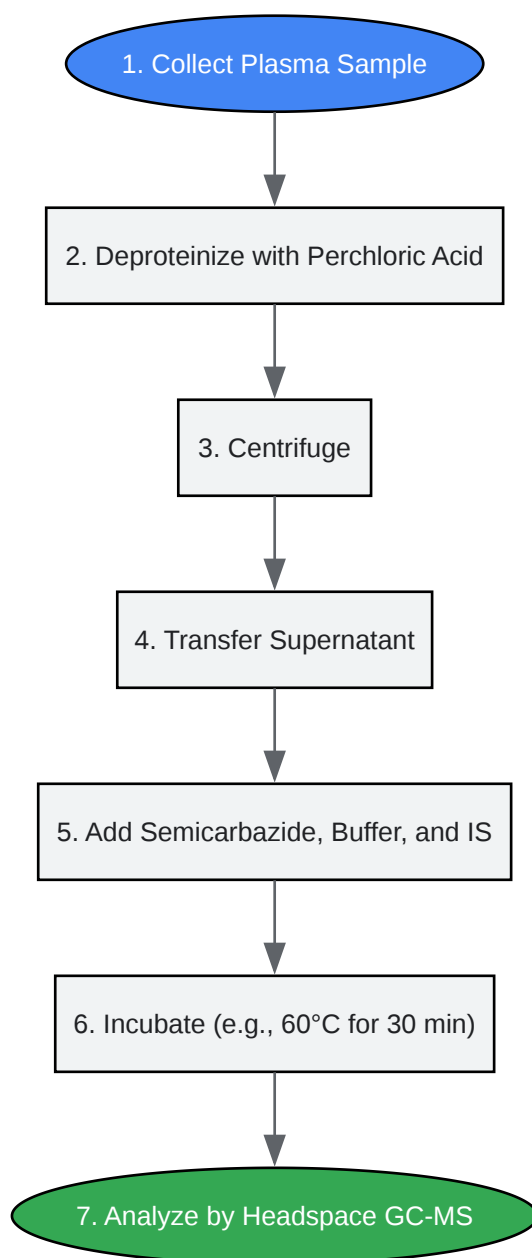 1. Collect Plasma Sample
2. Deproteinize with Perchloric Acid
3. Centrifuge
4. Transfer Supernatant
5. Add Semicarbazide, Buffer, and IS
6. Incubate (e.g., 60°C for 30 min)
7. Analyze by Headspace GC-MS